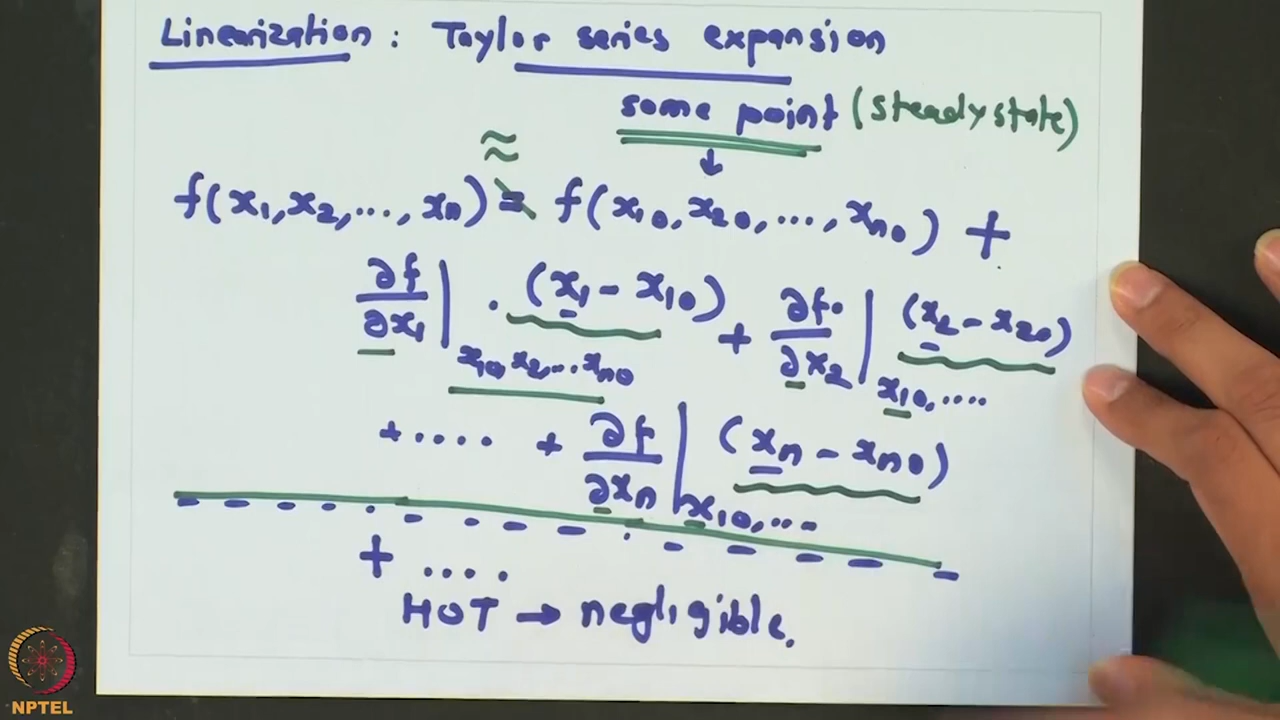 Linearization : Taylor series expansion
some point (steady state)
↓
≈
f(x₁, x₂, ..., xₙ) = f(x₁₀, x₂₀, ..., xₙ₀) +
∂f/∂x₁ | x₁₀, x₂...xₙ₀ · (x₁ - x₁₀) + ∂f/∂x₂ | x₁₀, .... (x₂ - x₂₀)
+ .... + ∂f/∂xₙ | x₁₀, ... (xₙ - xₙ₀)
+ ....
HOT → negligible.
NPTEL